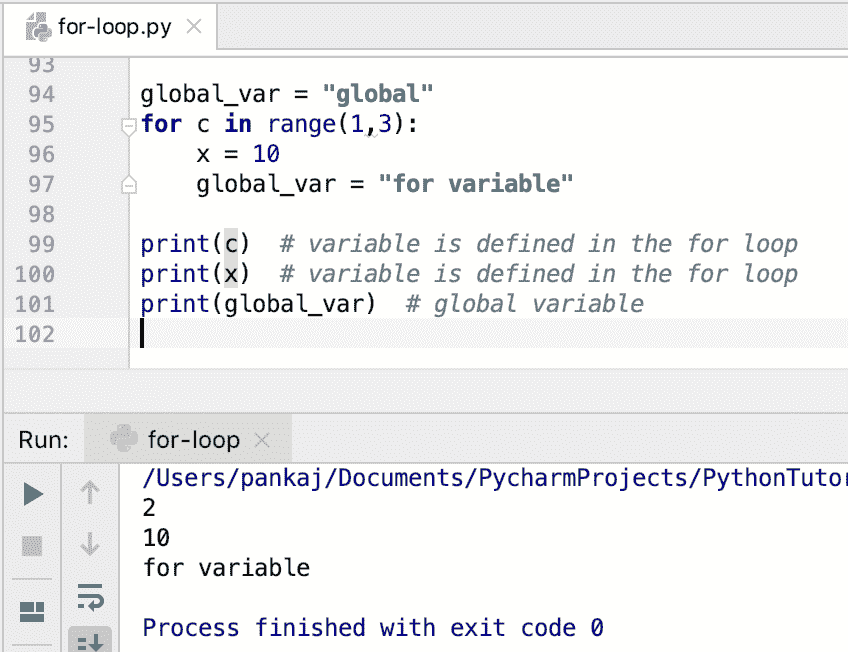 for-loop.py
93
94 global_var = "global"
95 for c in range(1,3):
96     x = 10
97     global_var = "for variable"
98
99 print(c)  # variable is defined in the for loop
100 print(x)  # variable is defined in the for loop
101 print(global_var)  # global variable
102
Run: for-loop
/Users/pankaj/Documents/PycharmProjects/
2
10
for variable
Process finished with exit code 0